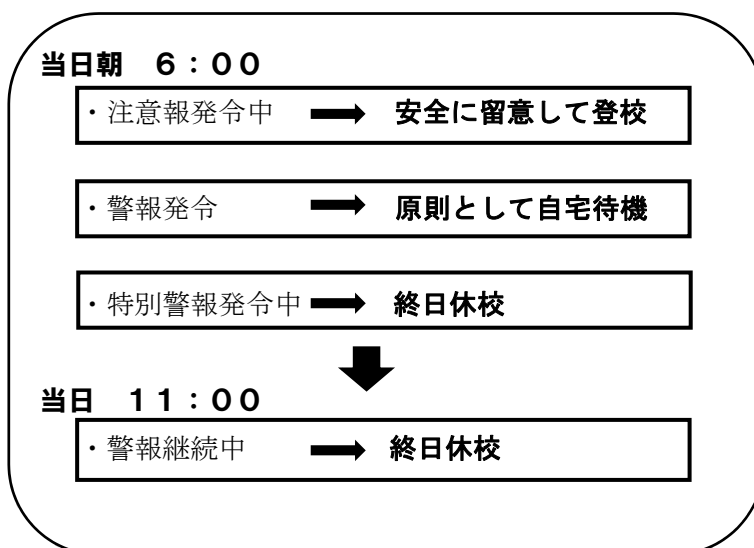 当日朝　６：００
・注意報発令中　➡　安全に留意して登校
・警報発令　➡　原則として自宅待機
・特別警報発令中　➡　終日休校
当日　１１：００
・警報継続中　➡　終日休校